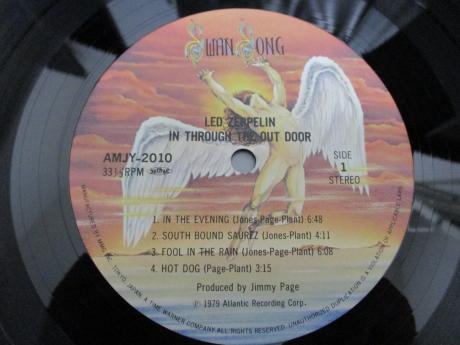 SWAN SONG
LED ZEPPELIN
IN THROUGH THE OUT DOOR
AMJY-2010
33⅓RPM
SIDE
1
STEREO
1. IN THE EVENING (Jones-Page-Plant) 6:48
2. SOUTH BOUND SAUREZ (Jones-Plant) 4:11
3. FOOL IN THE RAIN (Jones-Page-Plant) 6:08
4. HOT DOG (Page-Plant) 3:15
Produced by Jimmy Page
Ⓟ 1979 Atlantic Recording Corp.
TOKYO, JAPAN. A TIME WARNER COMPANY. ALL RIGHTS RESERVED. UNAUTHORIZED DUPLICATION IS A VIOLATION OF APPLICABLE LAWS.